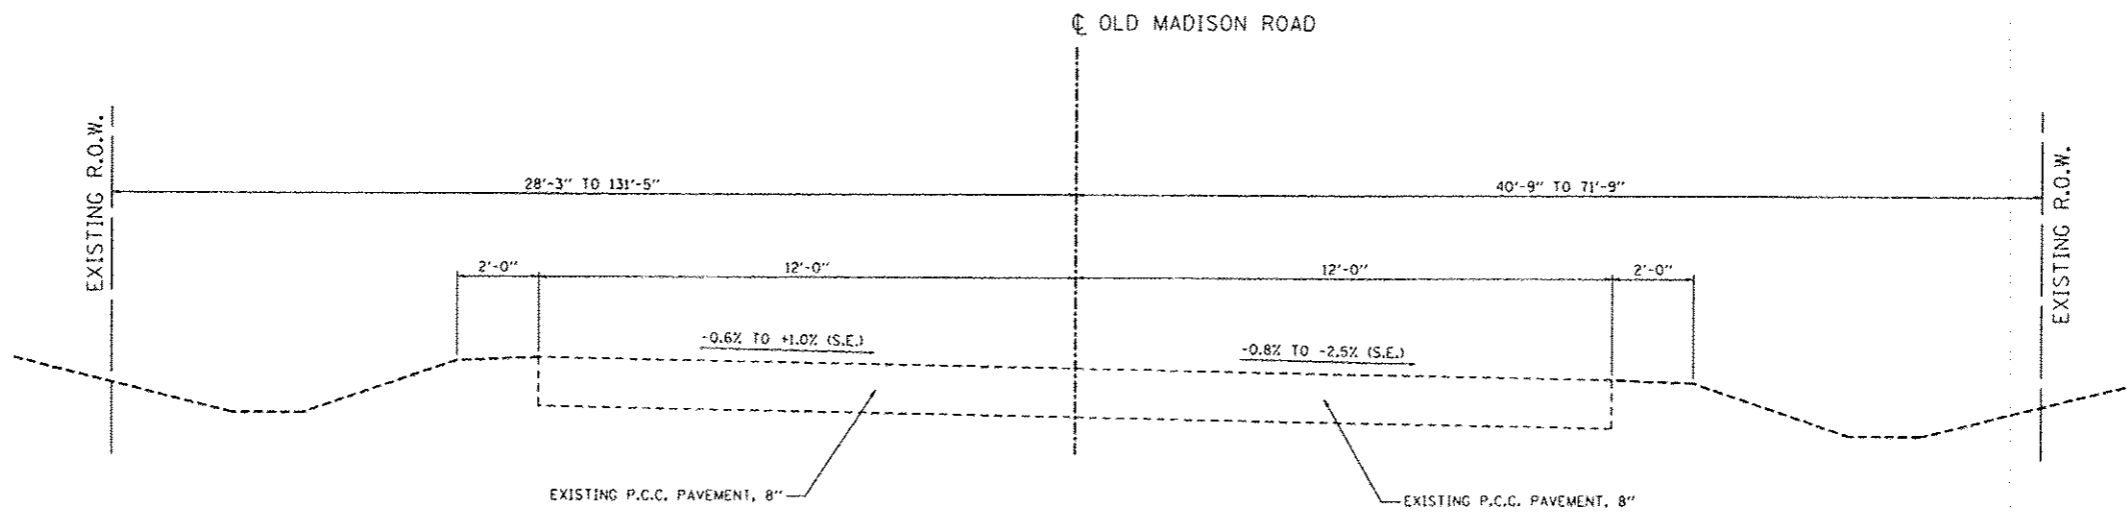 ℄ OLD MADISON ROAD
EXISTING R.O.W.
28'-3" TO 131'-5"
40'-9" TO 71'-9"
EXISTING R.O.W.
2'-0"
12'-0"
12'-0"
2'-0"
-0.6% TO +1.0% (S.E.)
-0.8% TO -2.5% (S.E.)
EXISTING P.C.C. PAVEMENT, 8"
EXISTING P.C.C. PAVEMENT, 8"